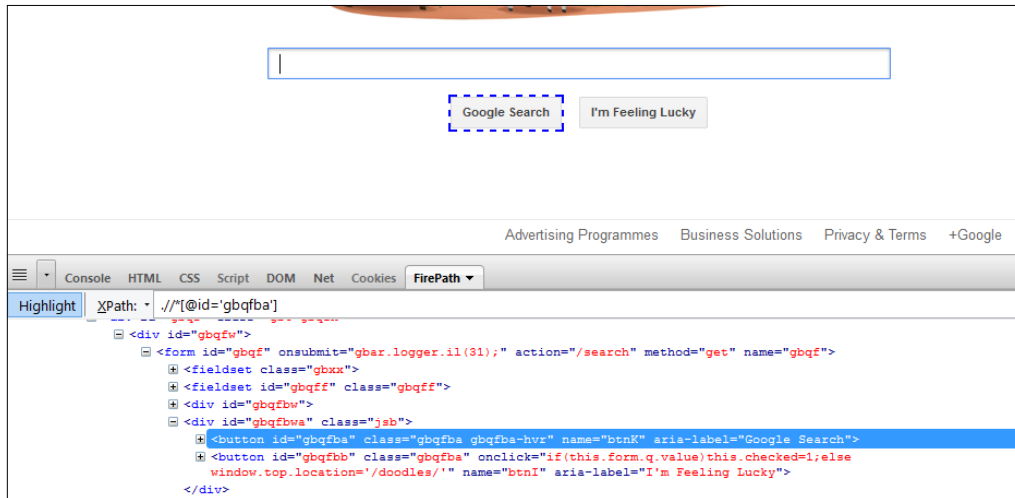 Google Search I'm Feeling Lucky
Advertising Programmes Business Solutions Privacy & Terms +Google
Console HTML CSS Script DOM Net Cookies FirePath
Highlight XPath: .//*[@id='gbqfba']
<div id="gbqfw">
<form id="gbqf" onsubmit="gbar.logger.il(31);" action="/search" method="get" name="gbqf">
<fieldset class="gbxx">
<fieldset id="gbqff" class="gbqff">
<div id="gbqfbw">
<div id="gbqfbwa" class="jsb">
<button id="gbqfba" class="gbqfba gbqfba-hvr" name="btnK" aria-label="Google Search">
<button id="gbqfbb" class="gbqfba" onclick="if(this.form.q.value)this.checked=1;else
window.top.location='/doodles/'" name="btnI" aria-label="I'm Feeling Lucky">
</div>